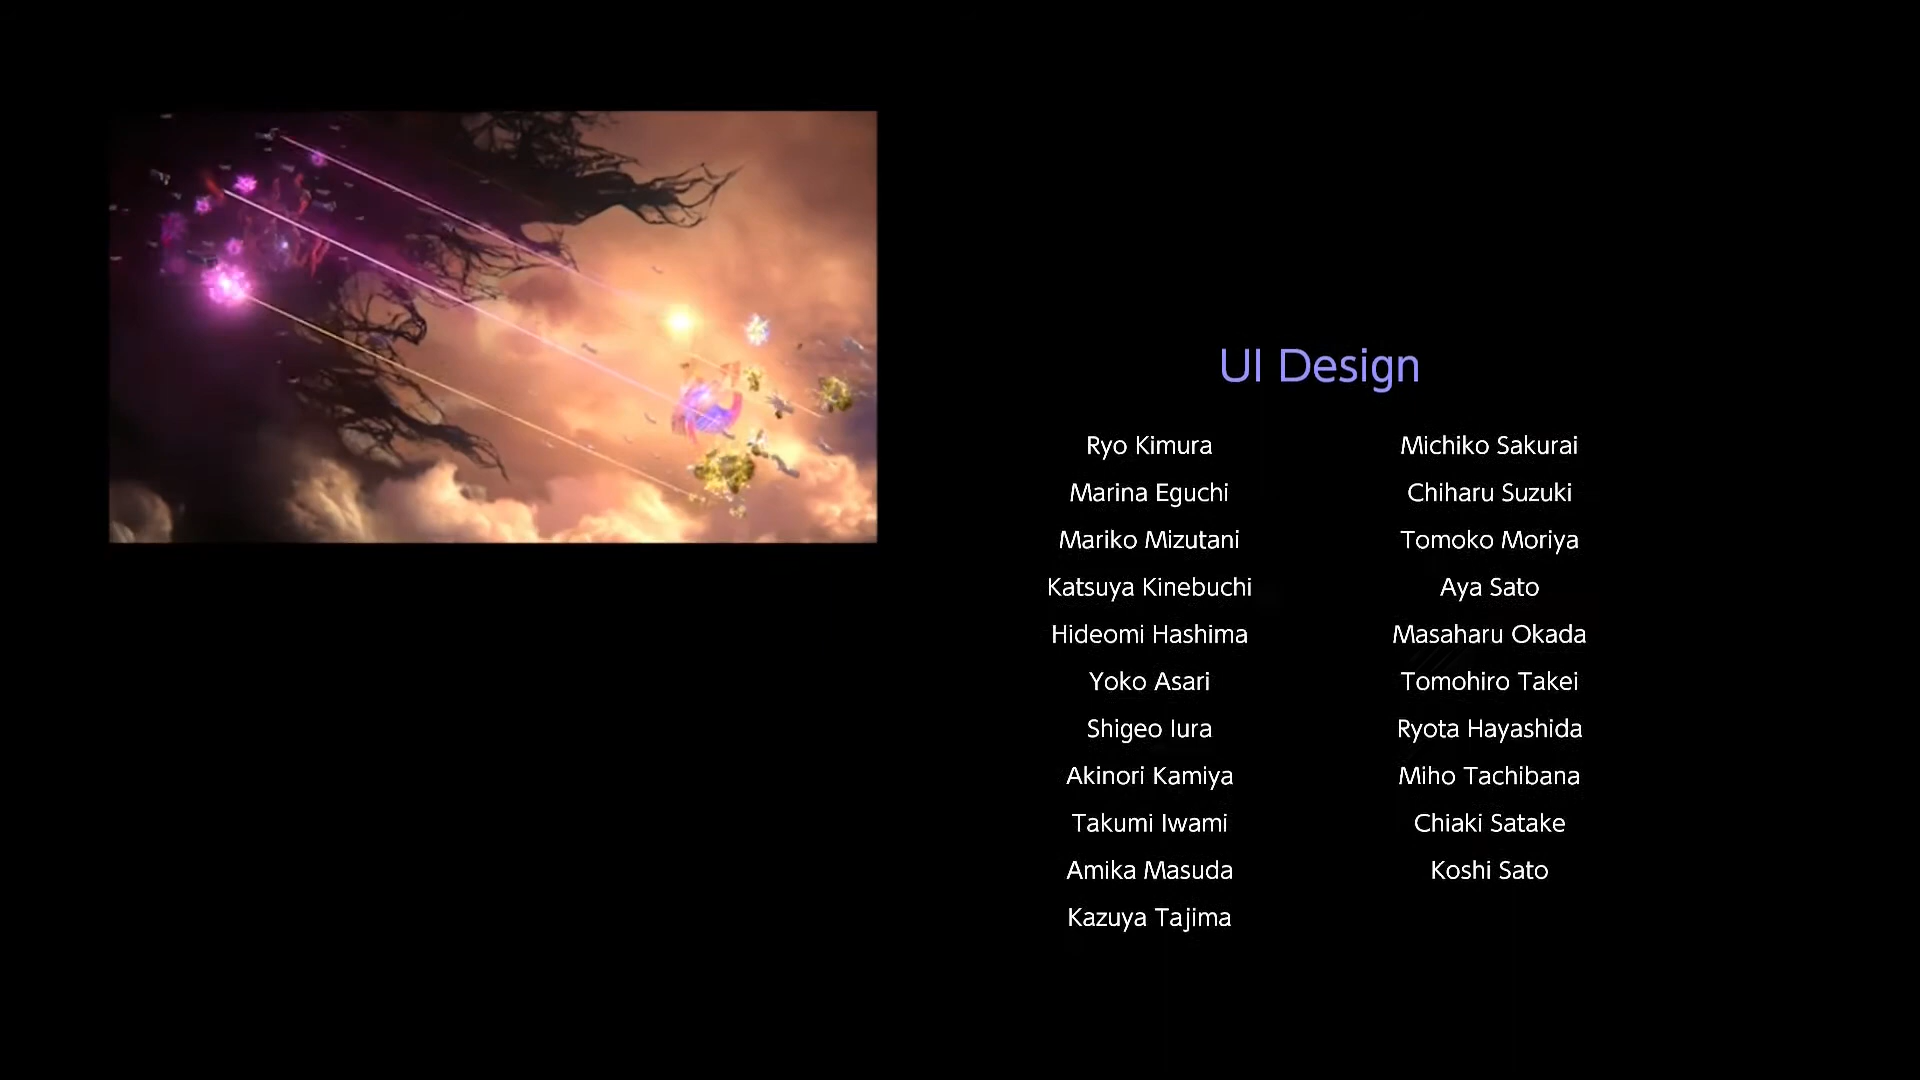 UI Design
Ryo Kimura
Marina Eguchi
Mariko Mizutani
Katsuya Kinebuchi
Hideomi Hashima
Yoko Asari
Shigeo Iura
Akinori Kamiya
Takumi Iwami
Amika Masuda
Kazuya Tajima
Michiko Sakurai
Chiharu Suzuki
Tomoko Moriya
Aya Sato
Masaharu Okada
Tomohiro Takei
Ryota Hayashida
Miho Tachibana
Chiaki Satake
Koshi Sato